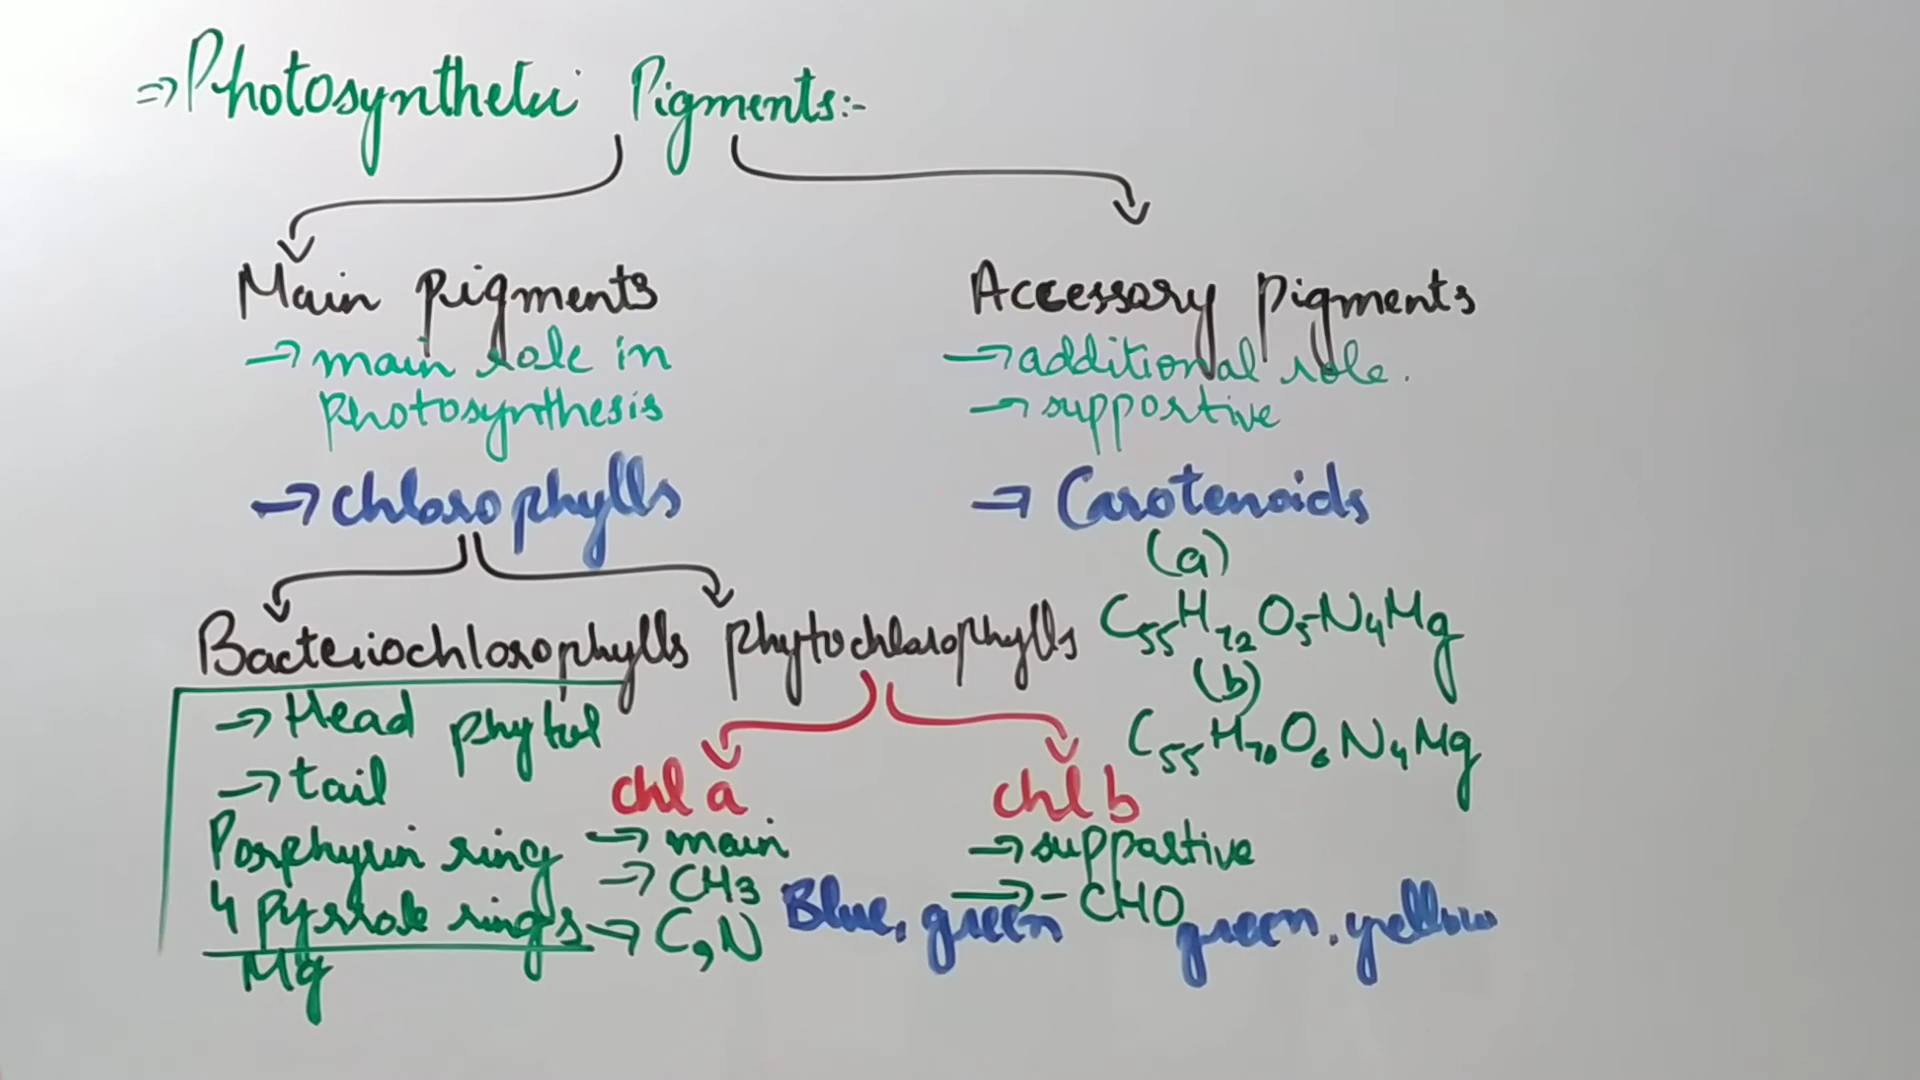 ⇒ Photosynthetic Pigments:-
Main pigments
→ main role in
photosynthesis
→ chlorophylls
Accessory pigments
→ additional role.
→ supportive
→ Carotenoids
(a)
C55H72O5N4Mg
(b)
C55H70O6N4Mg
Bacteriochlorophylls
phytochlorophylls
→ Head phytol
→ tail
Porphyrin ring
4 pyrrole rings
Mg
chl a
→ main
→ CH3
→ C, N
Blue, green
chl b
→ supportive
→ - CHO
green, yellow